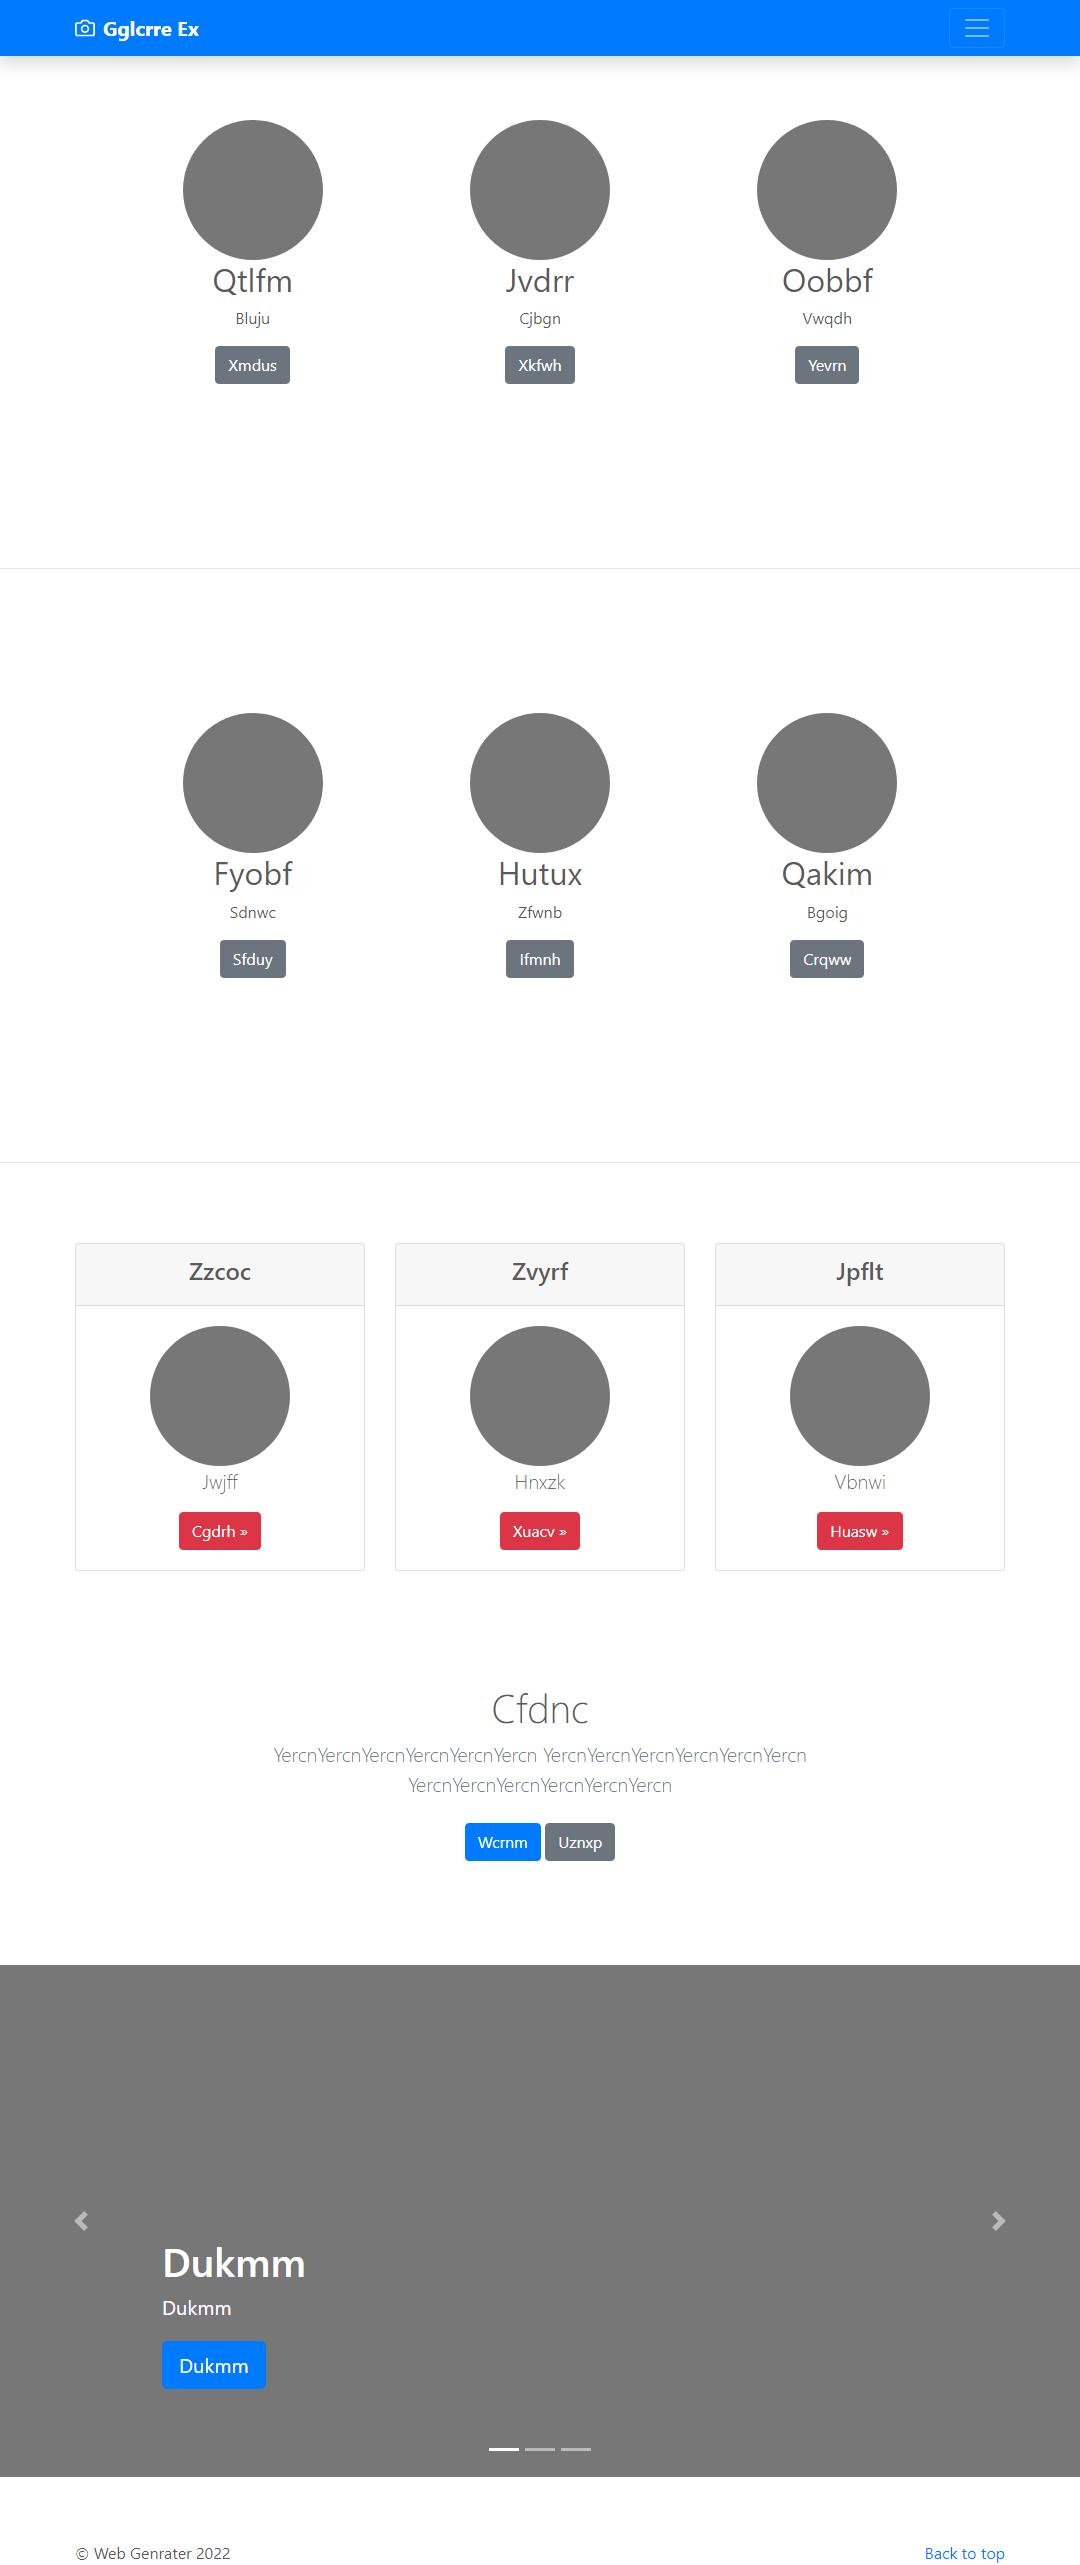 Gglcrre Ex
Qtlfm Jvdrr Oobbf
Bluju Cjbgn Vwqdh
Xmdus Xkfwh Yevrn
Fyobf Hutux Qakim
Sdnwc Zfwnb Bgoig
Sfduy Ifmnh Crqww
Zzcoc Zvyrf Jpflt
Jwjff Hnxzk Vbnwi
Cgdrh » Xuacv » Huasw »
Cfdnc
YercnYercnYercnYercnYercnYercn YercnYercnYercnYercnYercnYercn
YercnYercnYercnYercnYercnYercn
Wcrnm Uznxp
Dukmm
Dukmm
Dukmm
© Web Genrater 2022 Back to top